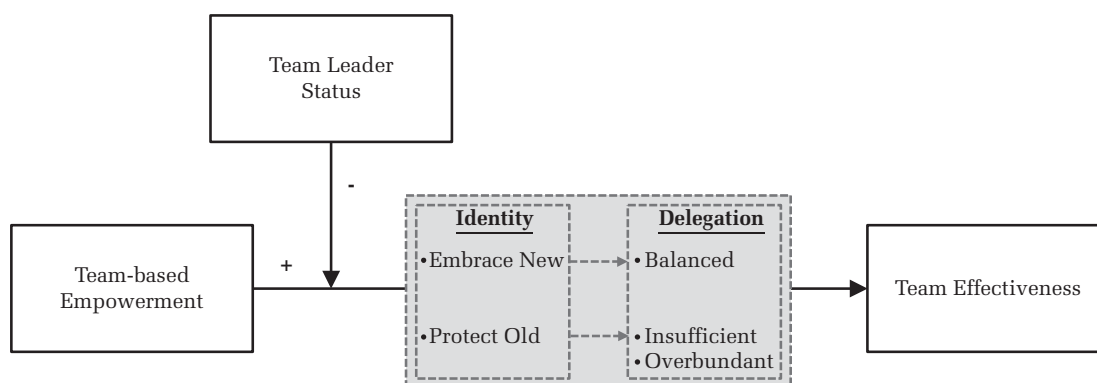 Team Leader
Status
-
Identity
Delegation
Team-based
Empowerment
+
•Embrace New
•Balanced
Team Effectiveness
•Protect Old
•Insufficient
•Overbundant